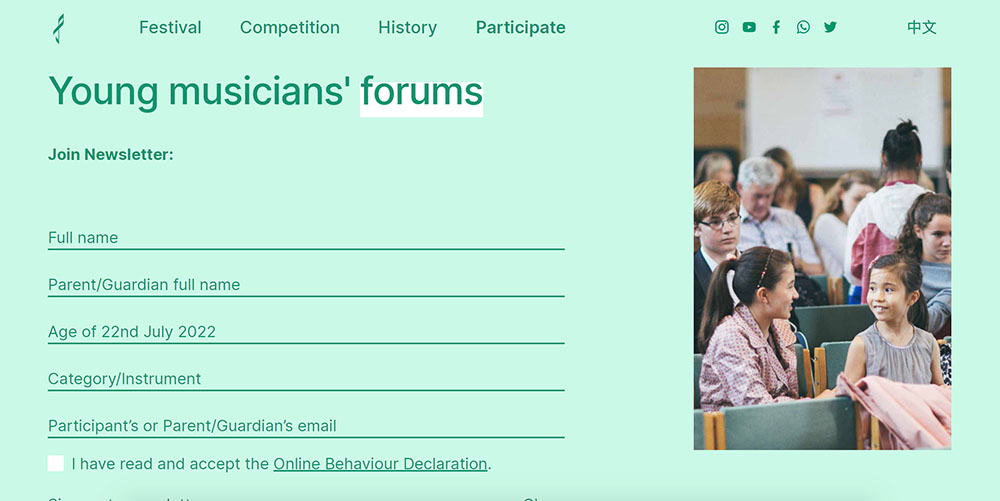 Festival Competition History Participate 中文
Young musicians' forums
Join Newsletter:
Full name
Parent/Guardian full name
Age of 22nd July 2022
Category/Instrument
Participant’s or Parent/Guardian’s email
I have read and accept the Online Behaviour Declaration.